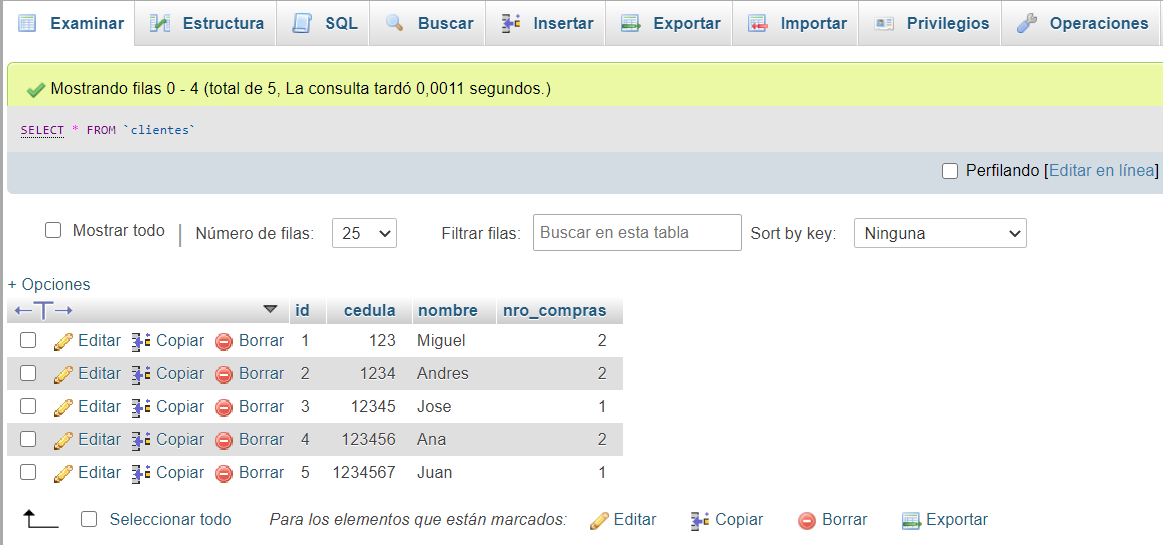 Examinar Estructura SQL Buscar Insertar Exportar Importar Privilegios Operaciones
Mostrando filas 0 - 4 (total de 5, La consulta tardó 0,0011 segundos.)
SELECT * FROM `clientes`
Perfilando [Editar en línea]
Mostrar todo | Número de filas: 25 Filtrar filas: Buscar en esta tabla Sort by key: Ninguna
+ Opciones
←T→ id cedula nombre nro_compras
Editar Copiar Borrar 1 123 Miguel 2
Editar Copiar Borrar 2 1234 Andres 2
Editar Copiar Borrar 3 12345 Jose 1
Editar Copiar Borrar 4 123456 Ana 2
Editar Copiar Borrar 5 1234567 Juan 1
Seleccionar todo Para los elementos que están marcados: Editar Copiar Borrar Exportar